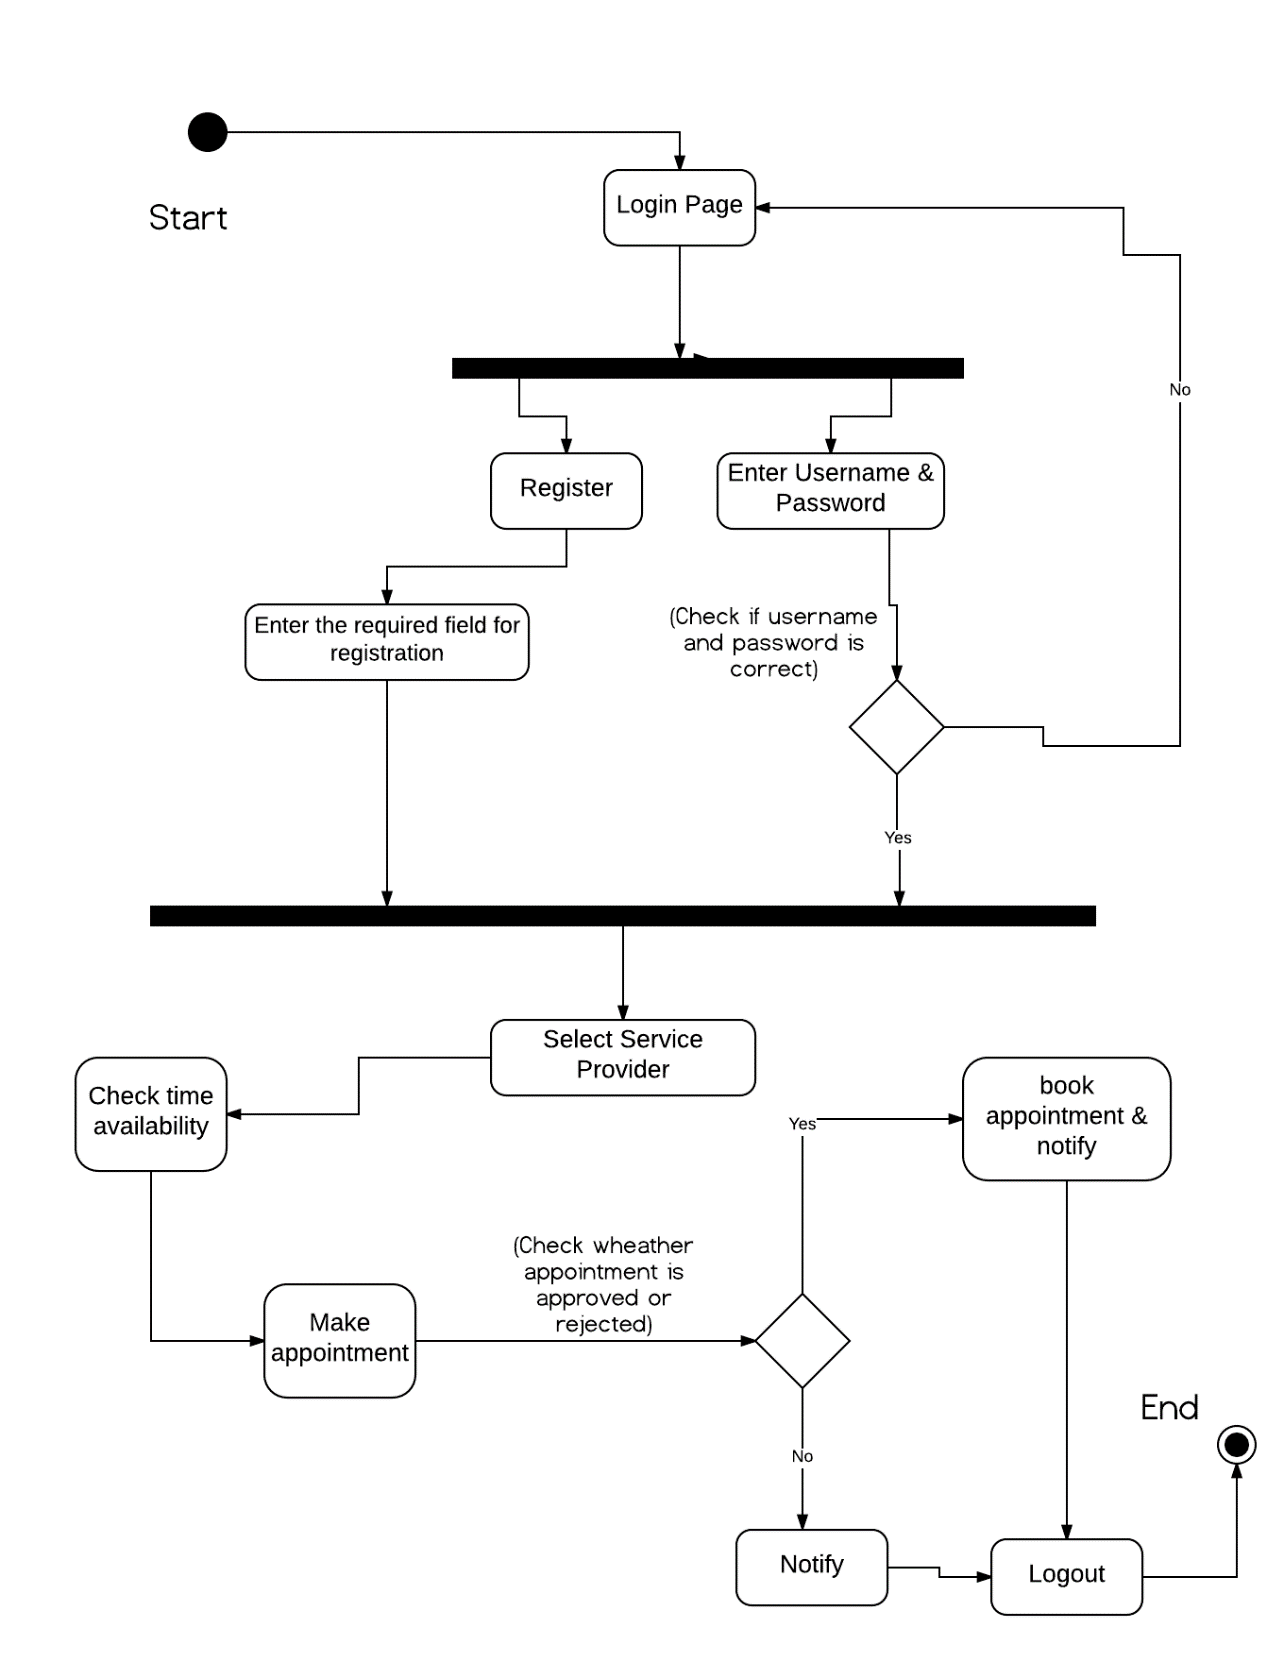 Start
Login Page
No
Register
Enter Username &
Password
Enter the required field for
registration
(Check if username
and password is
correct)
Yes
Select Service
Provider
Check time
availability
Yes
book
appointment &
notify
(Check wheather
appointment is
approved or
rejected)
Make
appointment
End
No
Notify
Logout